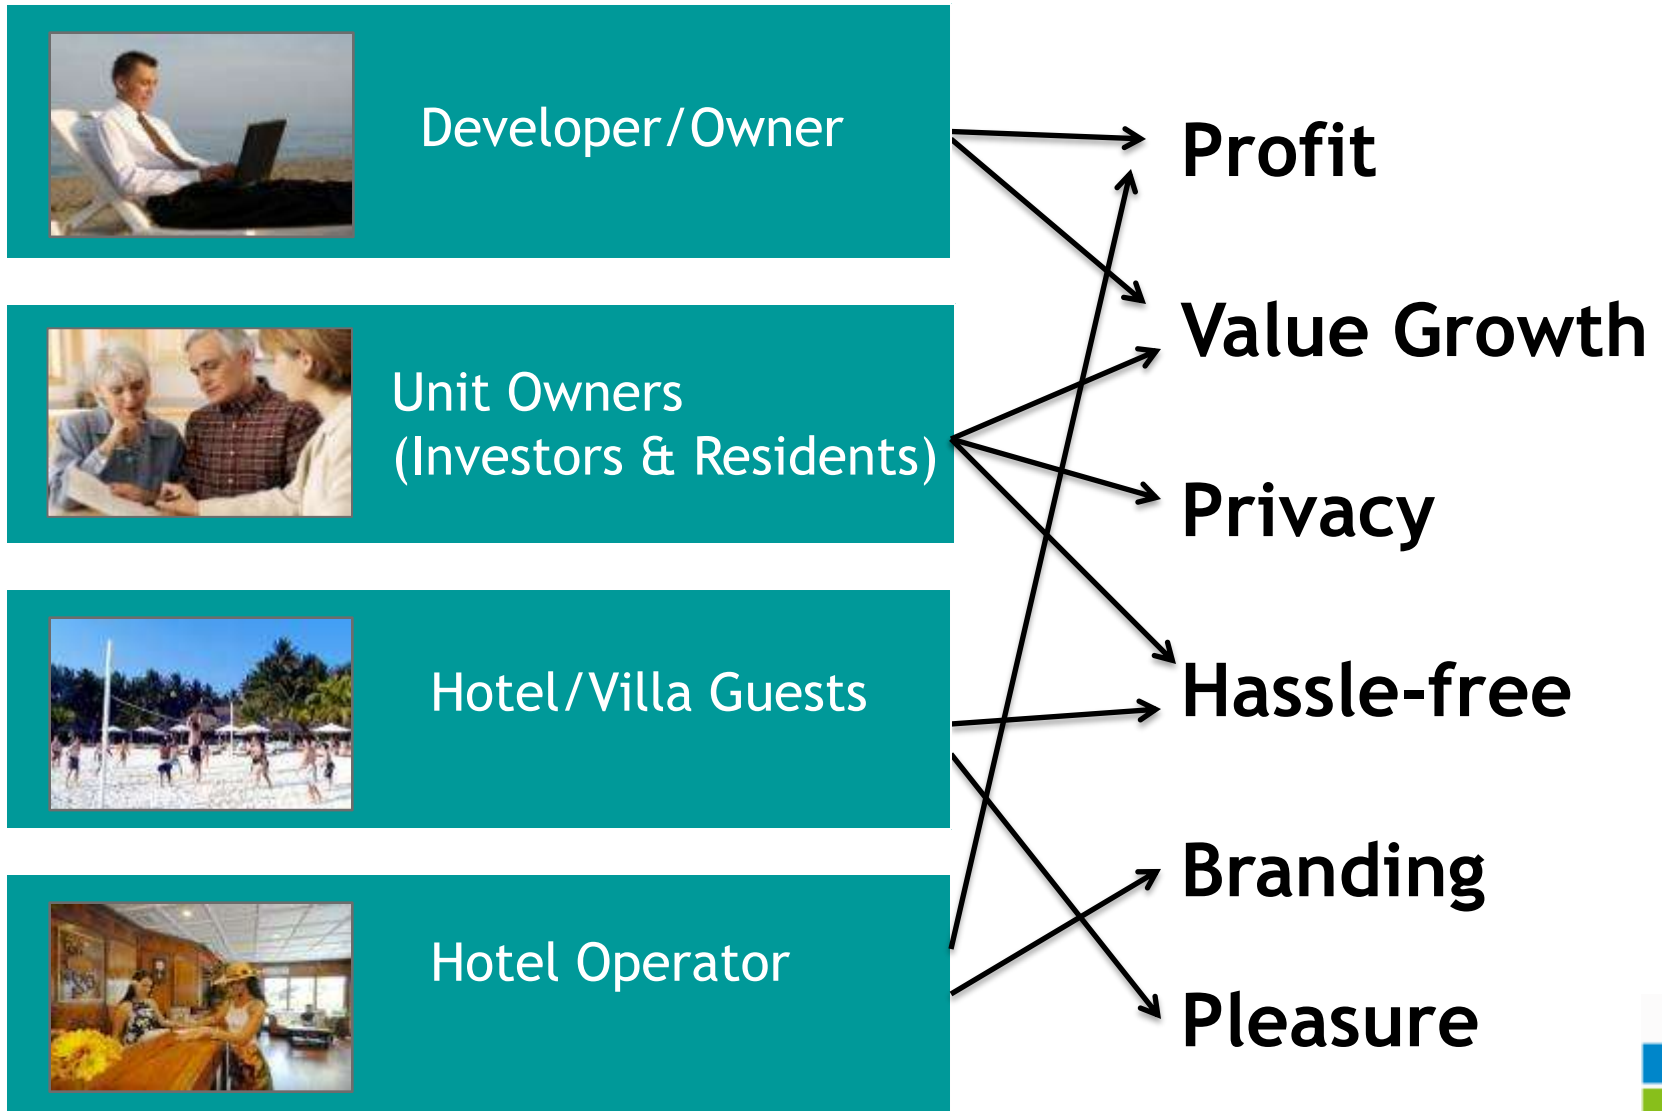 Developer/Owner
Unit Owners
(Investors & Residents)
Hotel/Villa Guests
Hotel Operator
Profit
Value Growth
Privacy
Hassle-free
Branding
Pleasure